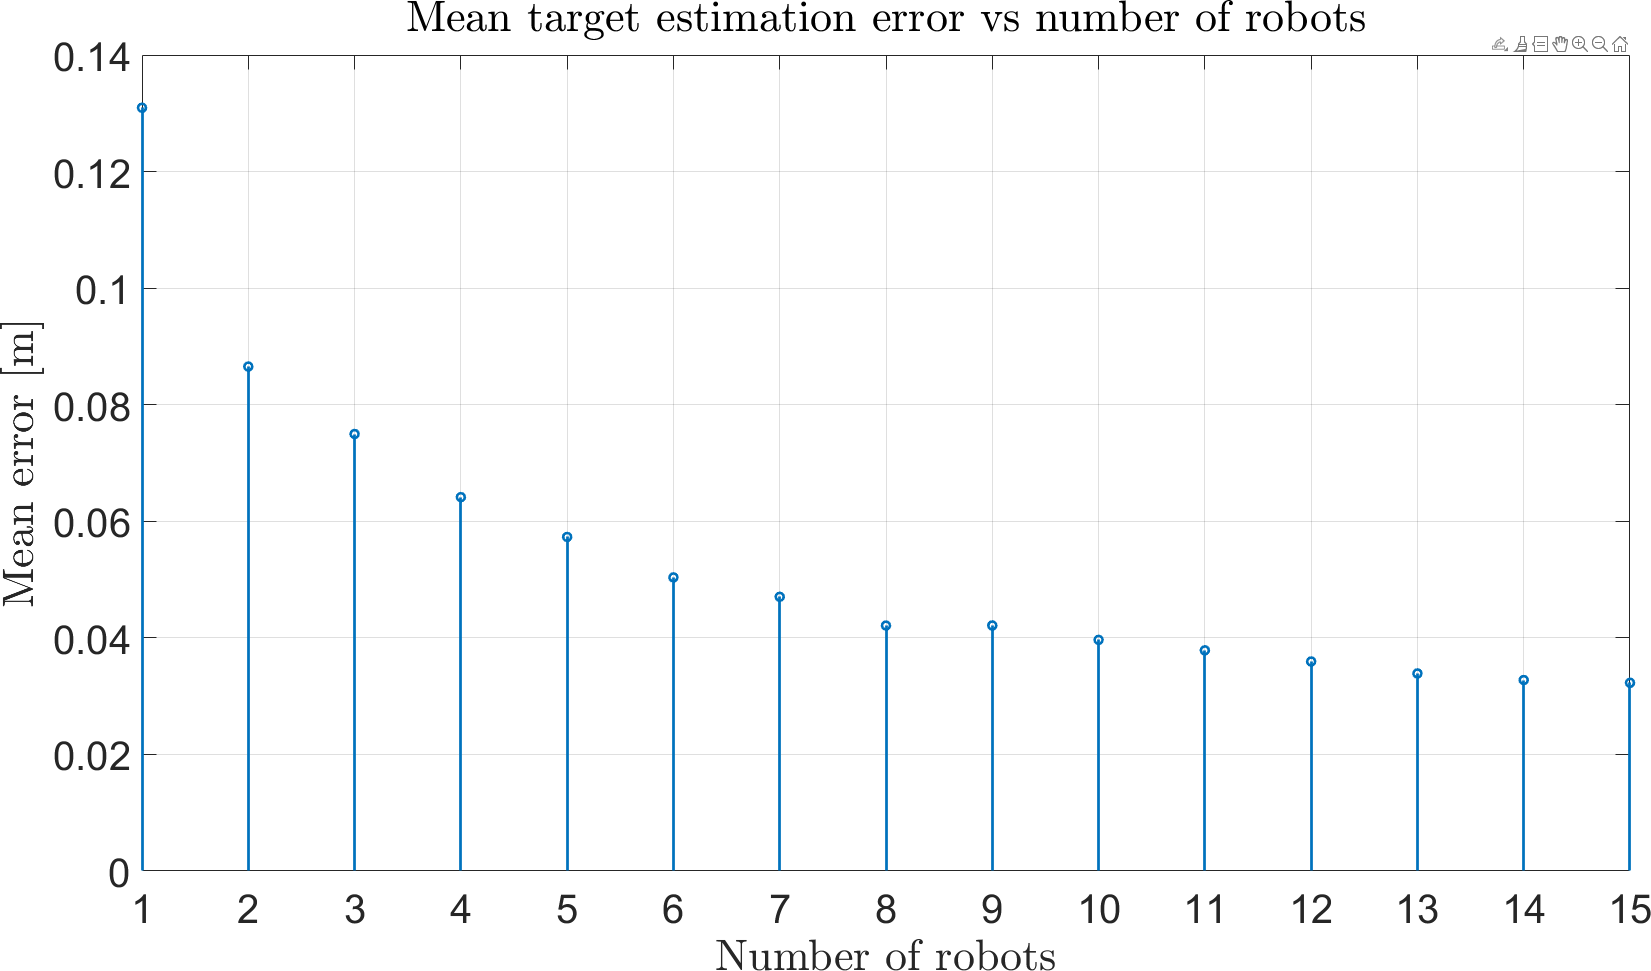 Mean target estimation error vs number of robots
0.14
0.12
0.1
0.08
0.06
0.04
0.02
0
Mean error [m]
1 2 3 4 5 6 7 8 9 10 11 12 13 14 15
Number of robots